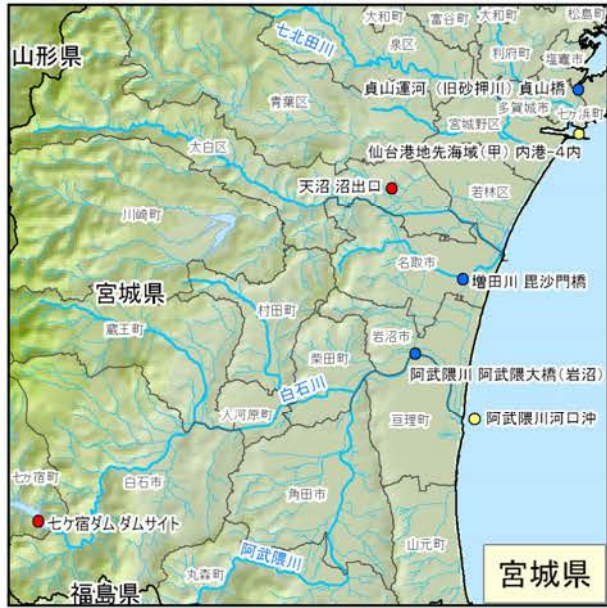 大和町
富谷町
大和町
松島町
七北田川
泉区
利府町
塩竈市
山形県
貞山運河(旧砂押川)貞山橋
青葉区
多賀城市
七ヶ浜町
宮城野区
太白区
仙台港地先海域(甲) 内港-4内
天沼 沼出口
若林区
川崎町
名取市
増田川 毘沙門橋
宮城県
村田町
岩沼市
蔵王町
柴田町
阿武隈川 阿武隈大橋(岩沼)
白石川
大河原町
亘理町
阿武隈川河口沖
七ケ宿町
白石市
角田市
七ケ宿ダム ダムサイト
山元町
阿武隈川
丸森町
福島県
宮城県